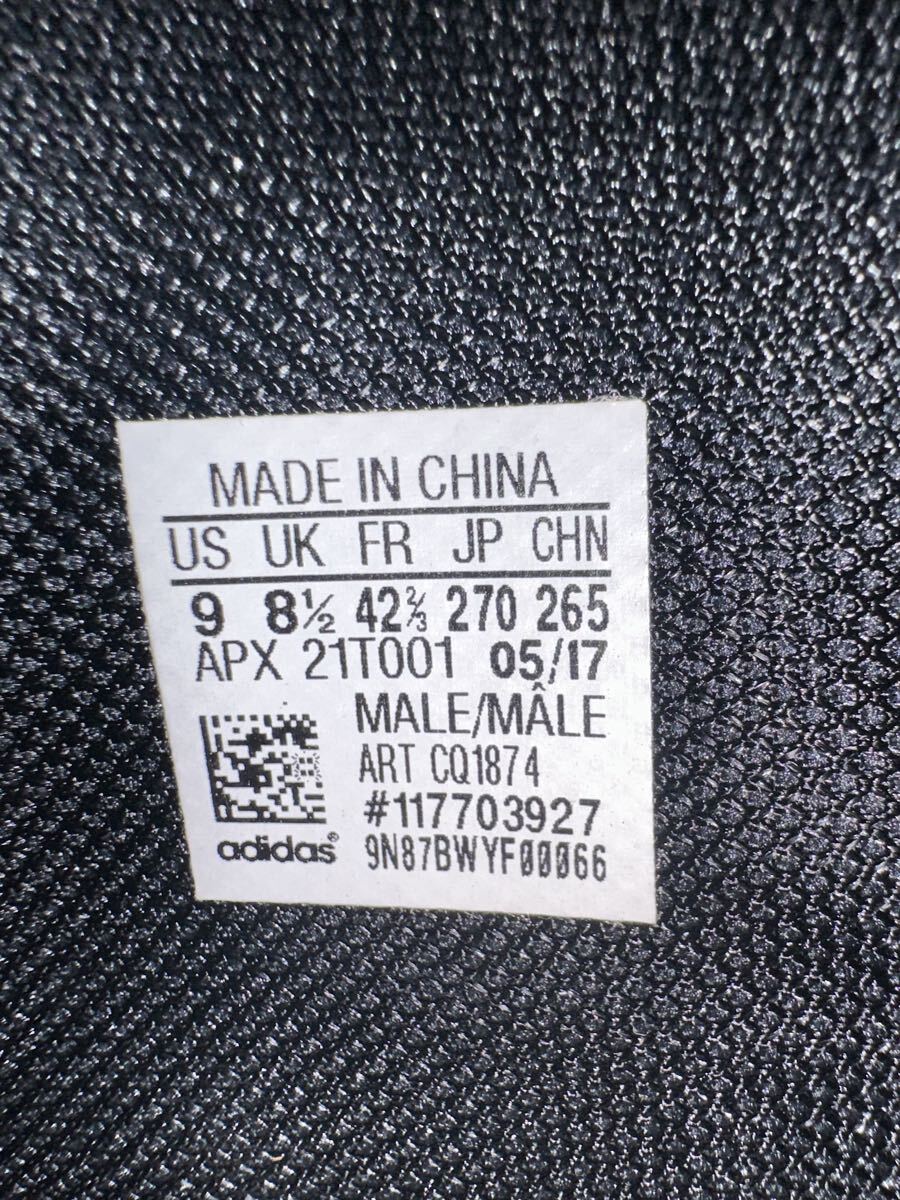 MADE IN CHINA
US UK FR JP CHN
9 8½ 42⅔ 270 265
APX 21T001 05/17
MALE/MÂLE
ART CQ1874
#117703927
adidas® 9N87BWYF00066